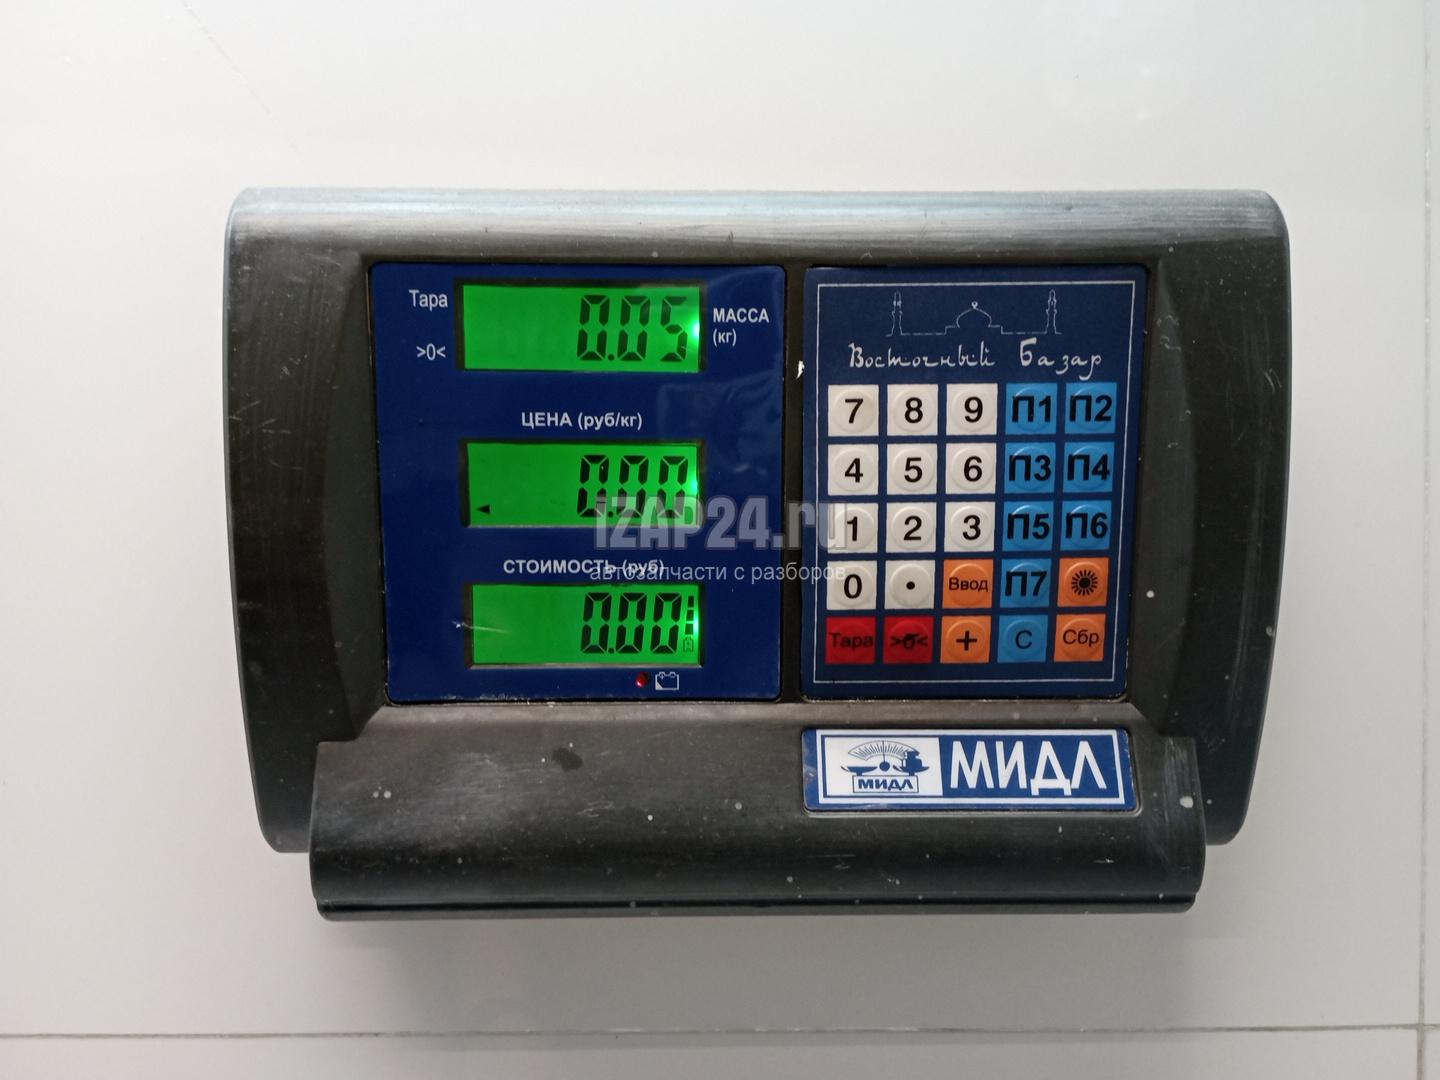 Тара
0.05
МАССА
(кг)
>0<
ЦЕНА (руб/кг)
0.00
СТОИМОСТЬ (руб)
0.00
Восточный Базар
7 8 9 П1 П2
4 5 6 П3 П4
1 2 3 П5 П6
0 . Ввод П7
Тара >0< + С Сбр
МИДЛ
МИДЛ
iZAP24.ru
автозапчасти с разборов